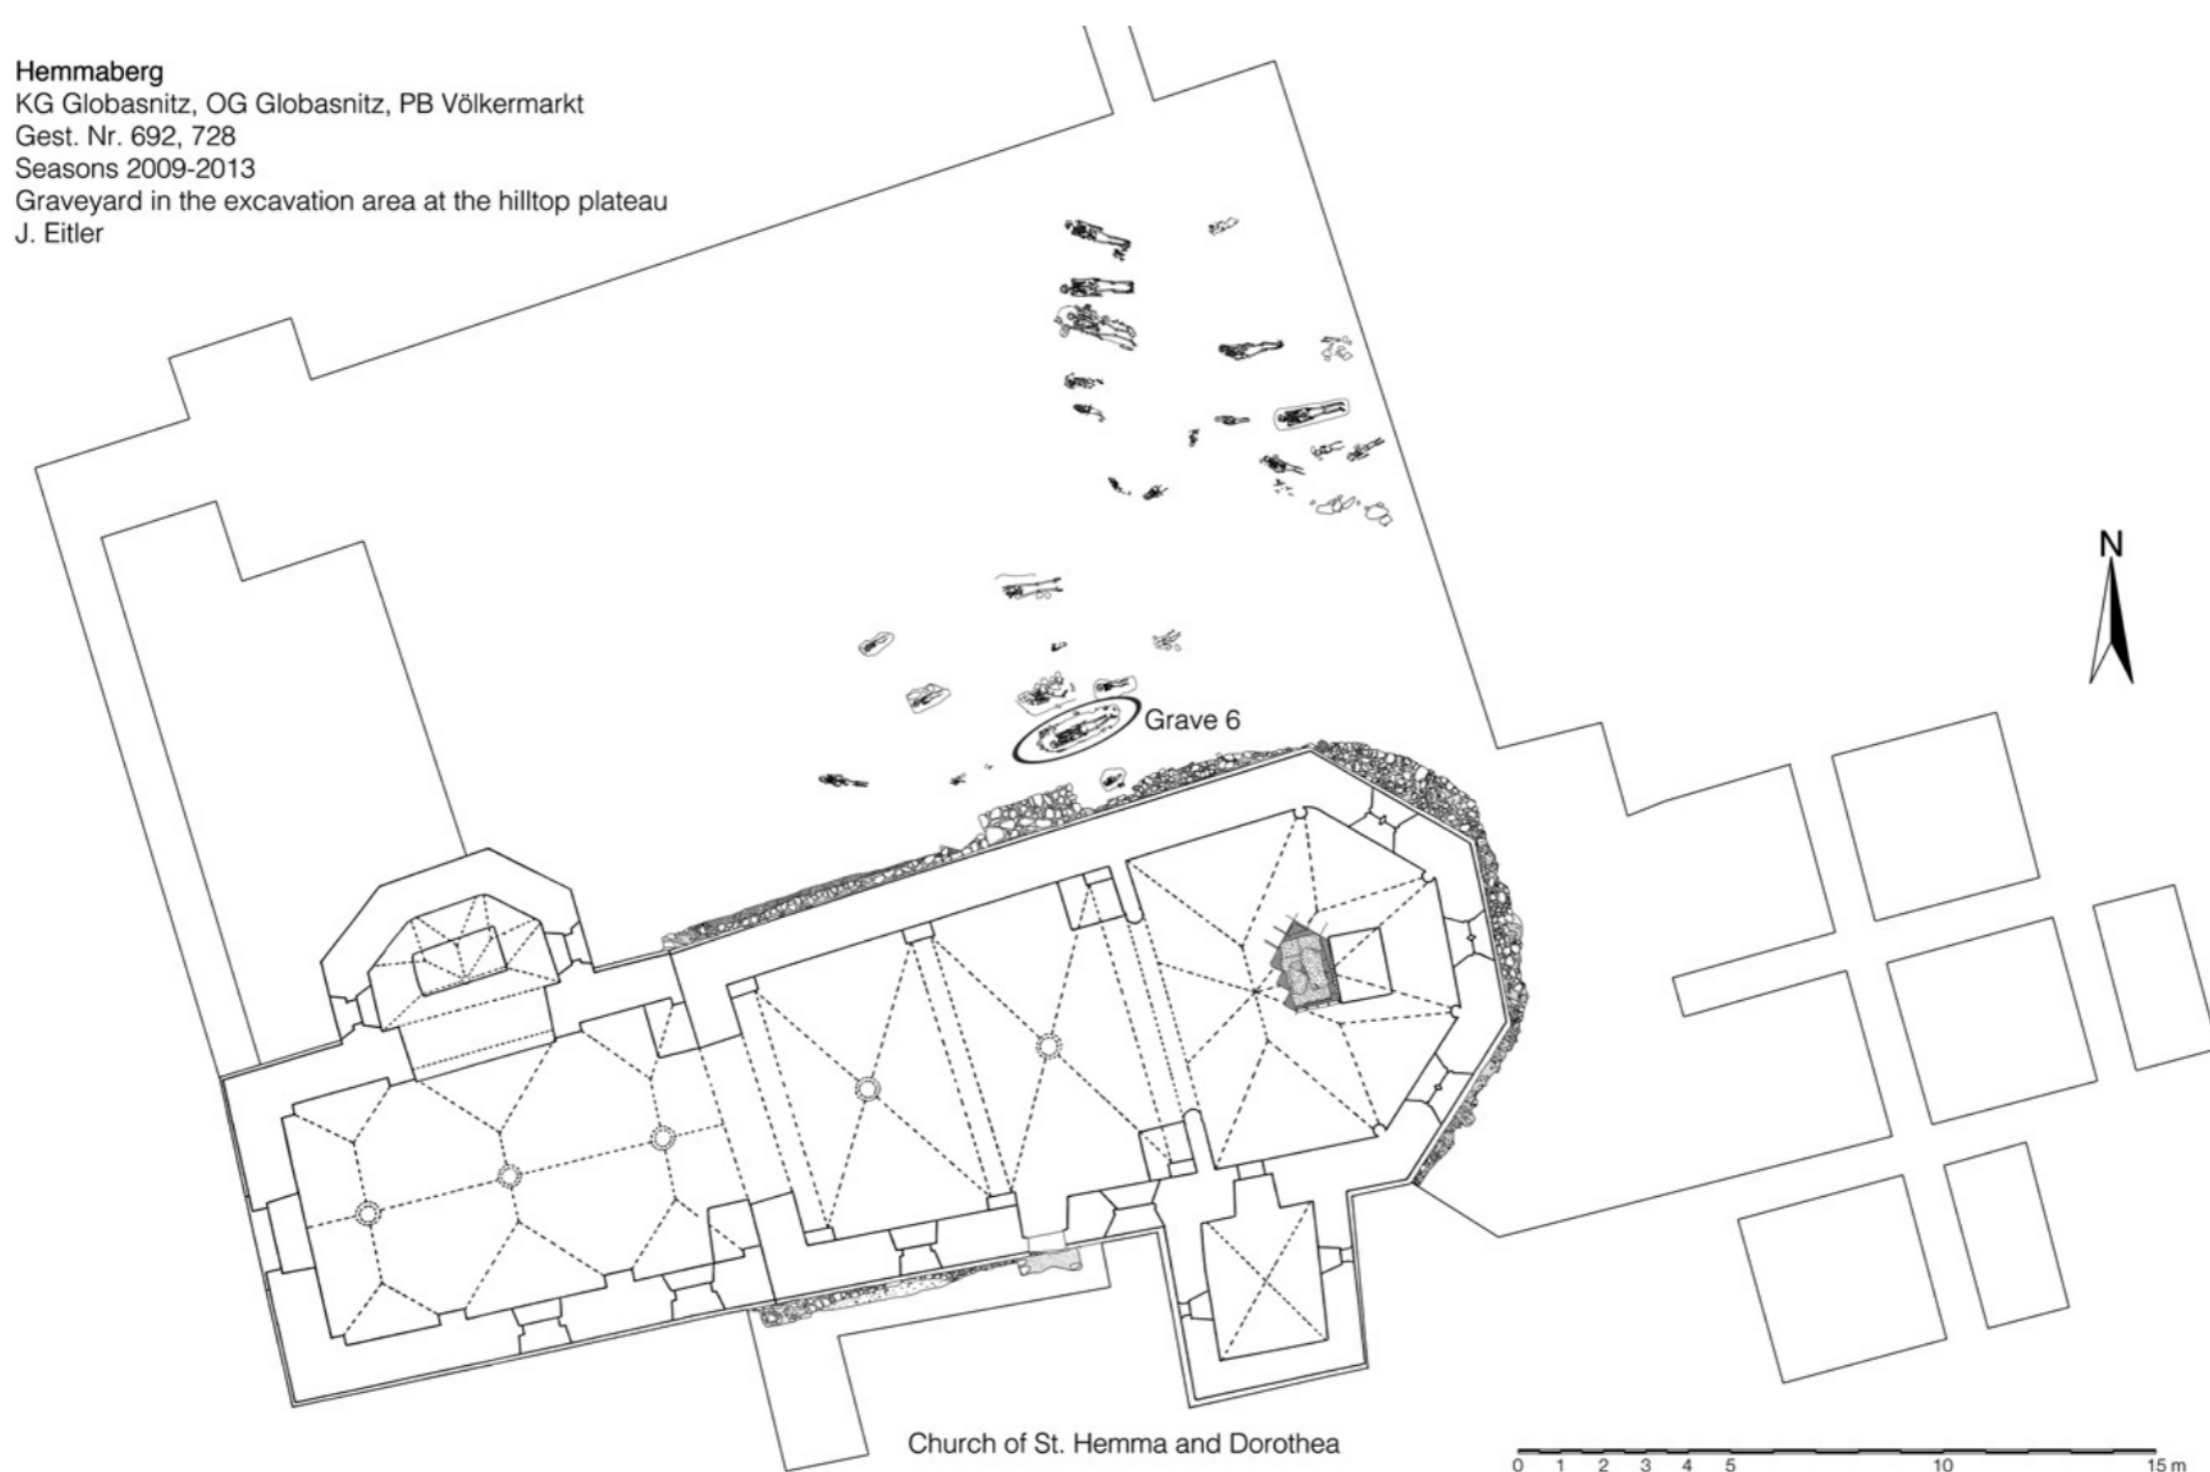 Hemmaberg
KG Globasnitz, OG Globasnitz, PB Völkermarkt
Gest. Nr. 692, 728
Seasons 2009-2013
Graveyard in the excavation area at the hilltop plateau
J. Eitler
N
Grave 6
Church of St. Hemma and Dorothea
0 1 2 3 4 5 10 15 m